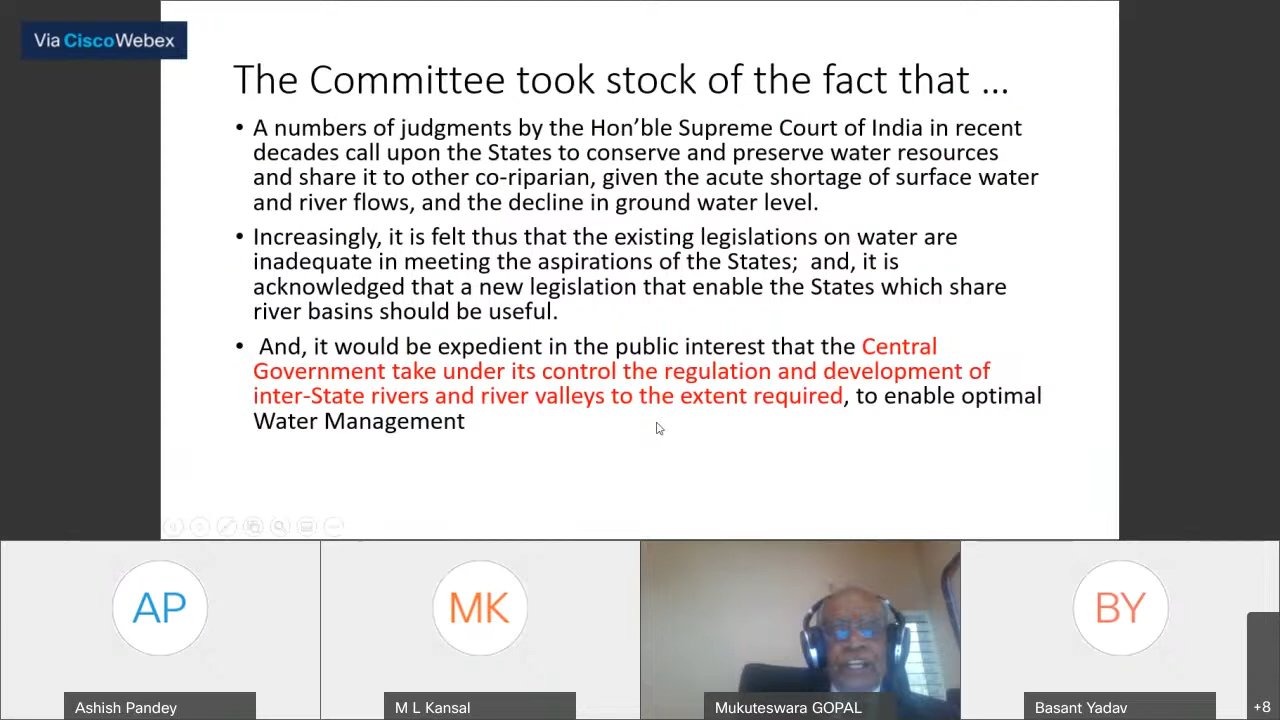 Via CiscoWebex
The Committee took stock of the fact that ...
• A numbers of judgments by the Hon’ble Supreme Court of India in recent
decades call upon the States to conserve and preserve water resources
and share it to other co-riparian, given the acute shortage of surface water
and river flows, and the decline in ground water level.
• Increasingly, it is felt thus that the existing legislations on water are
inadequate in meeting the aspirations of the States;  and, it is
acknowledged that a new legislation that enable the States which share
river basins should be useful.
•  And, it would be expedient in the public interest that the Central
Government take under its control the regulation and development of
inter-State rivers and river valleys to the extent required, to enable optimal
Water Management
AP
MK
BY
Ashish Pandey
M L Kansal
Mukuteswara GOPAL
Basant Yadav
+8